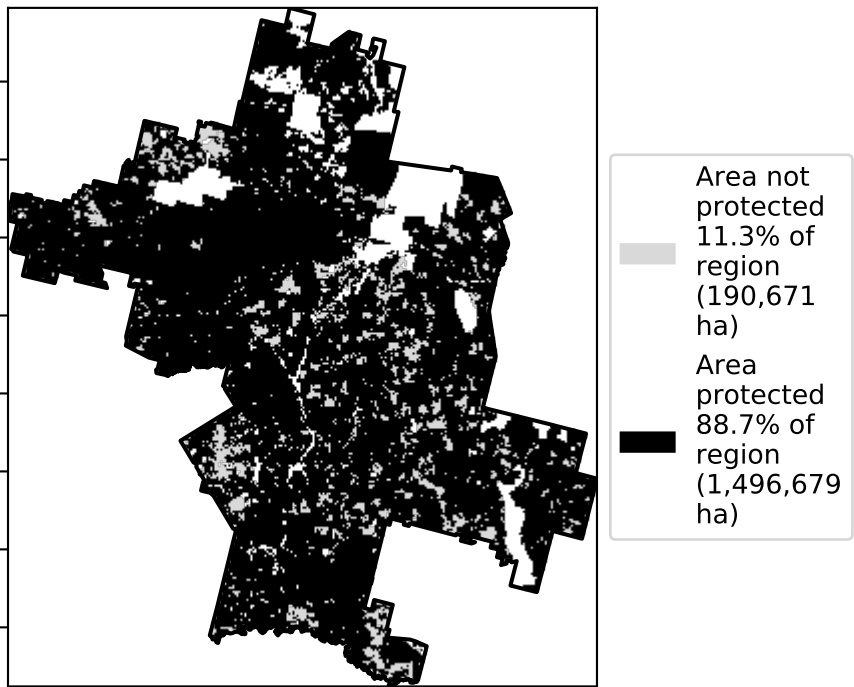 Area not
protected
11.3% of
region
(190,671
ha)
Area
protected
88.7% of
region
(1,496,679
ha)